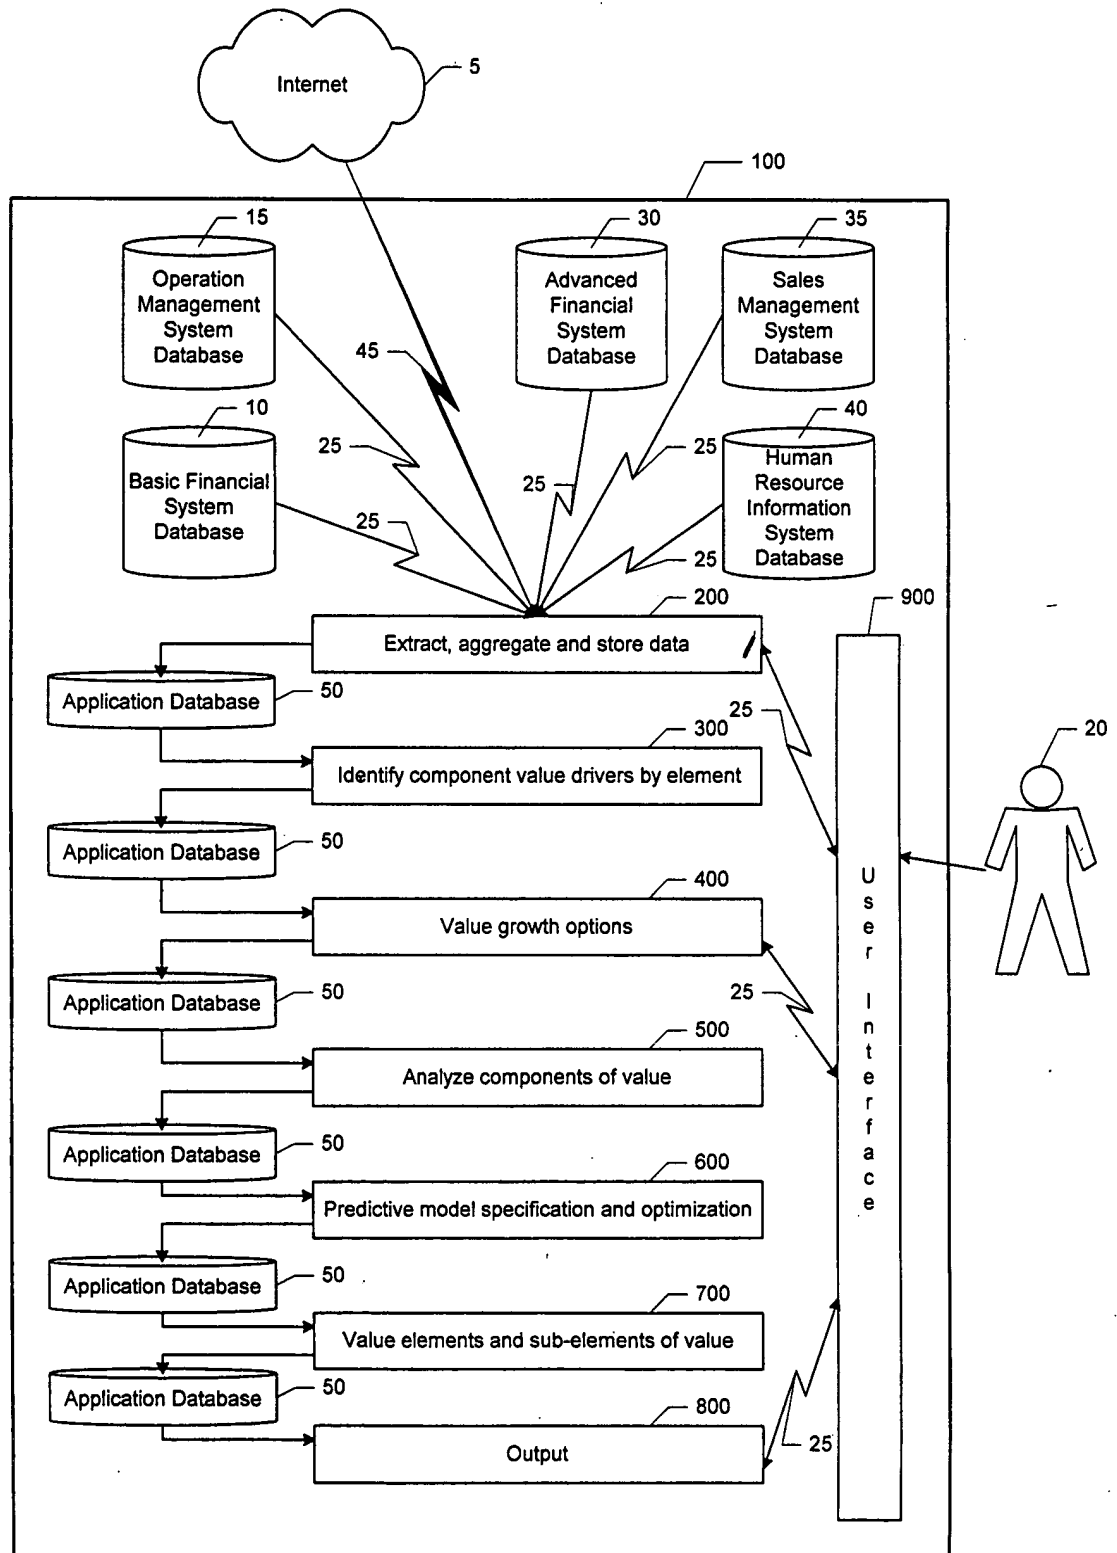 Internet
5
100
15
30
35
Operation
Management
System
Database
Advanced
Financial
System
Database
Sales
Management
System
Database
45
10
40
25
25
25
Basic Financial
System
Database
Human
Resource
Information
System
Database
25
25
200
900
Extract, aggregate and store data
Application Database
50
25
20
300
Identify component value drivers by element
Application Database
50
400
Value growth options
User Interface
Application Database
50
25
500
Analyze components of value
Application Database
50
600
Predictive model specification and optimization
Application Database
50
700
Value elements and sub-elements of value
Application Database
50
800
Output
25